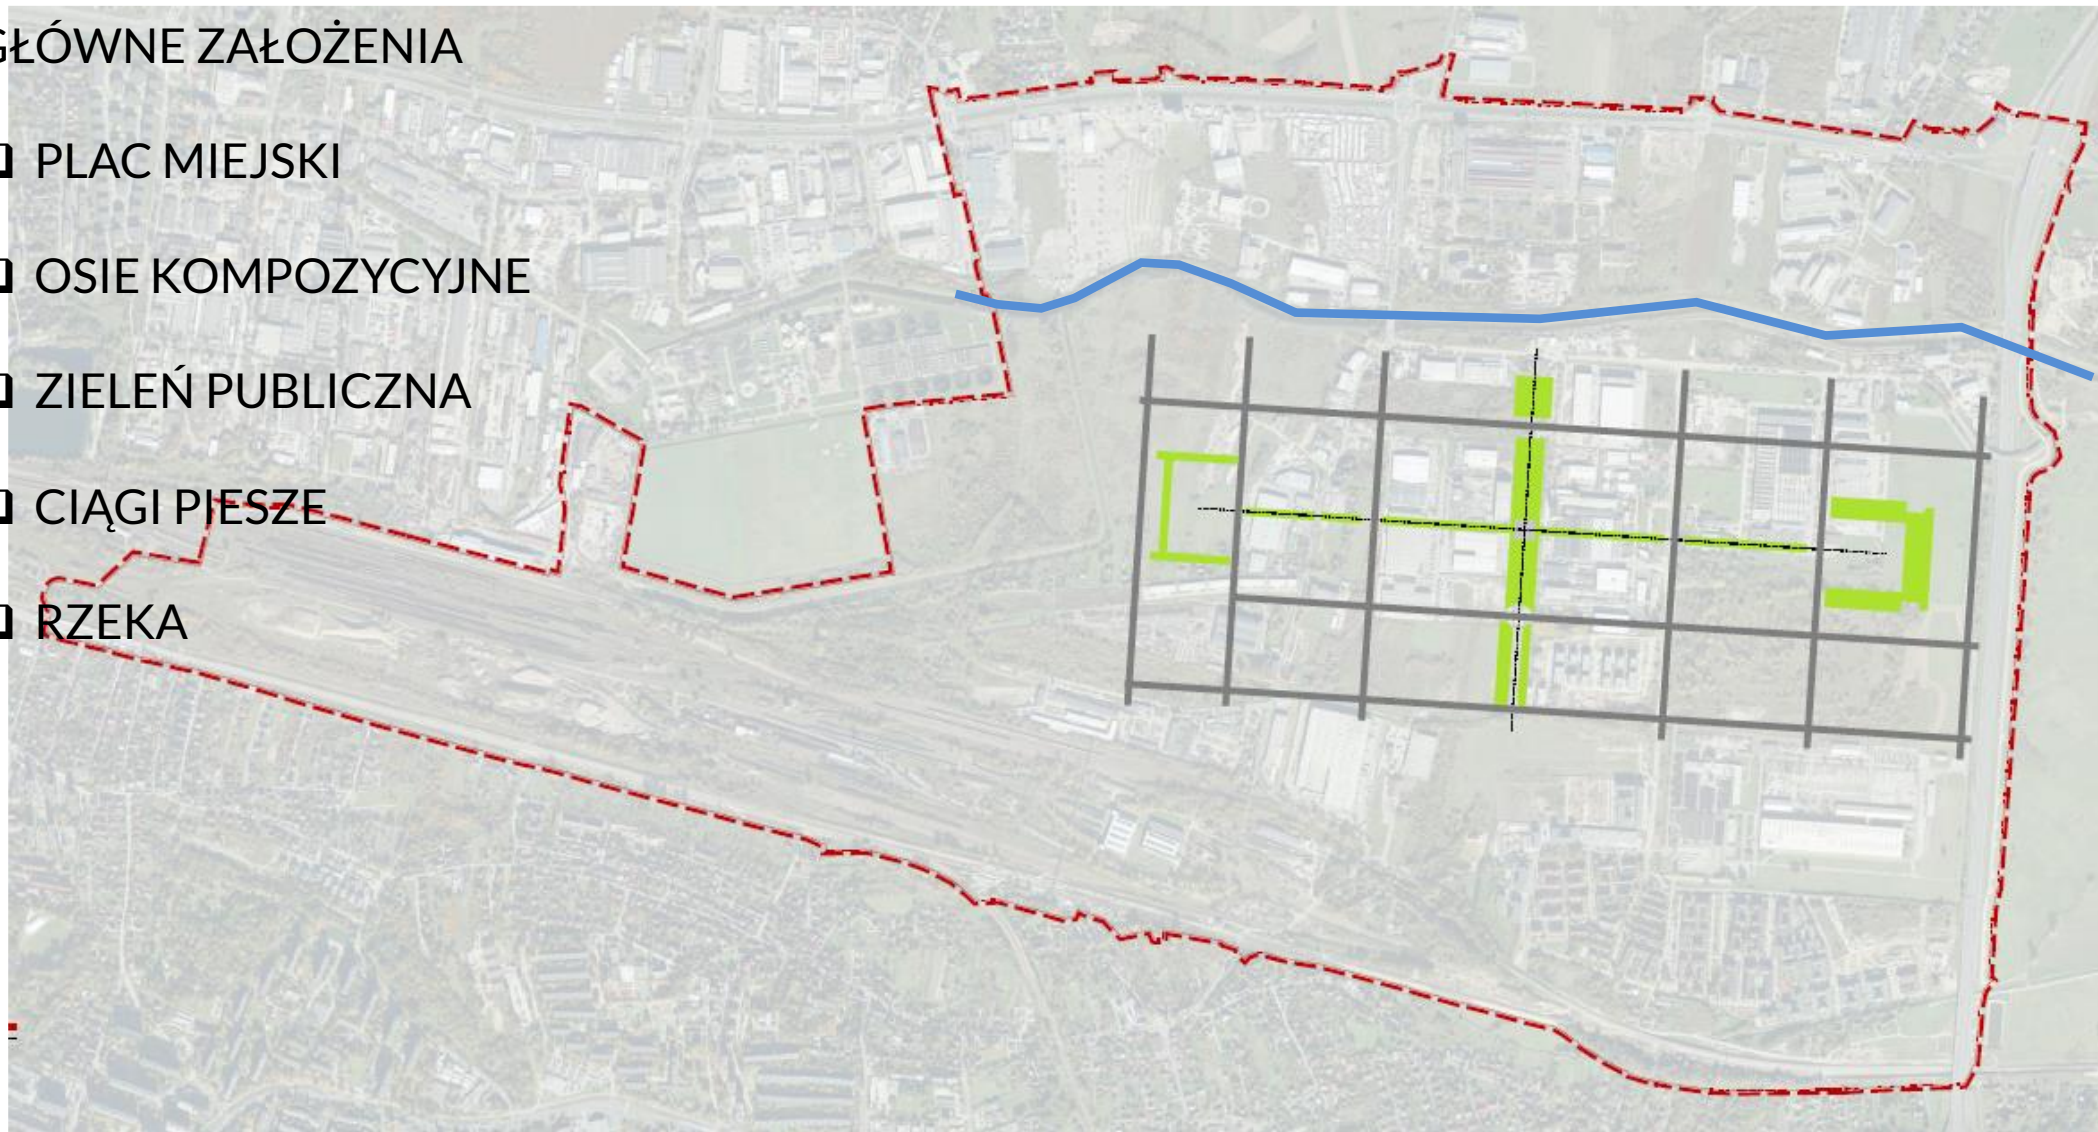 GŁÓWNE ZAŁOŻENIA
PLAC MIEJSKI
OSIE KOMPOZYCYJNE
ZIELEŃ PUBLICZNA
CIĄGI PIESZE
RZEKA